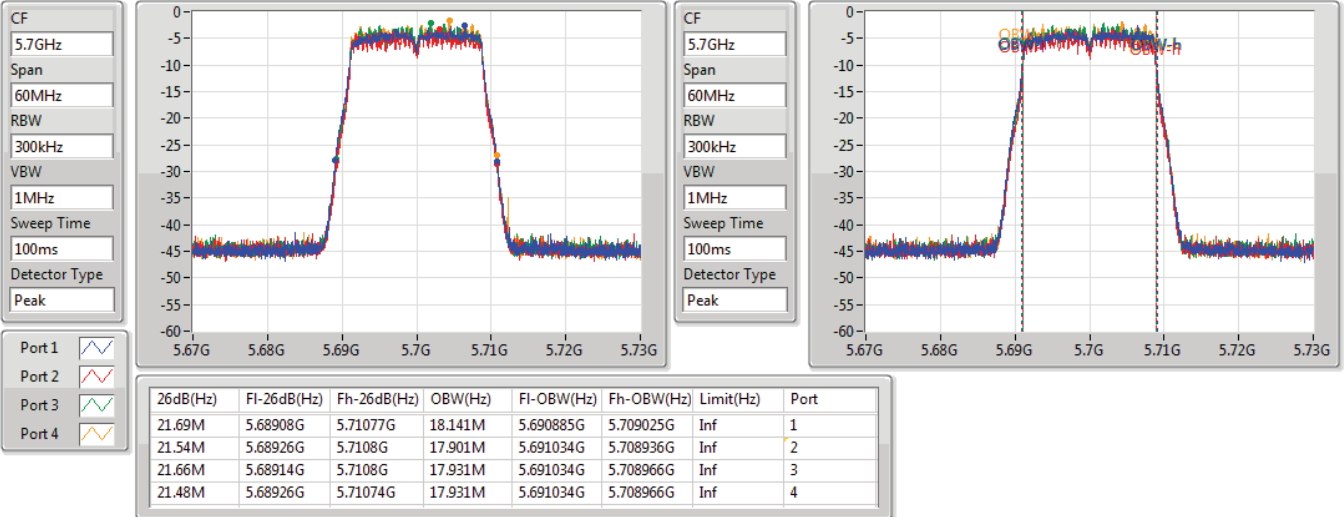 CF
5.7GHz
Span
60MHz
RBW
300kHz
VBW
1MHz
Sweep Time
100ms
Detector Type
Peak
0
-5
-10
-15
-20
-25
-30
-35
-40
-45
-50
-55
-60
5.67G 5.68G 5.69G 5.7G 5.71G 5.72G 5.73G
CF
5.7GHz
Span
60MHz
RBW
300kHz
VBW
1MHz
Sweep Time
100ms
Detector Type
Peak
0
-5
-10
-15
-20
-25
-30
-35
-40
-45
-50
-55
-60
OBW-h
5.67G 5.68G 5.69G 5.7G 5.71G 5.72G 5.73G
Port 1
Port 2
Port 3
Port 4
26dB(Hz) Fl-26dB(Hz) Fh-26dB(Hz) OBW(Hz) Fl-OBW(Hz) Fh-OBW(Hz) Limit(Hz) Port
21.69M 5.68908G 5.71077G 18.141M 5.690885G 5.709025G Inf 1
21.54M 5.68926G 5.7108G 17.901M 5.691034G 5.708936G Inf 2
21.66M 5.68914G 5.7108G 17.931M 5.691034G 5.708966G Inf 3
21.48M 5.68926G 5.71074G 17.931M 5.691034G 5.708966G Inf 4